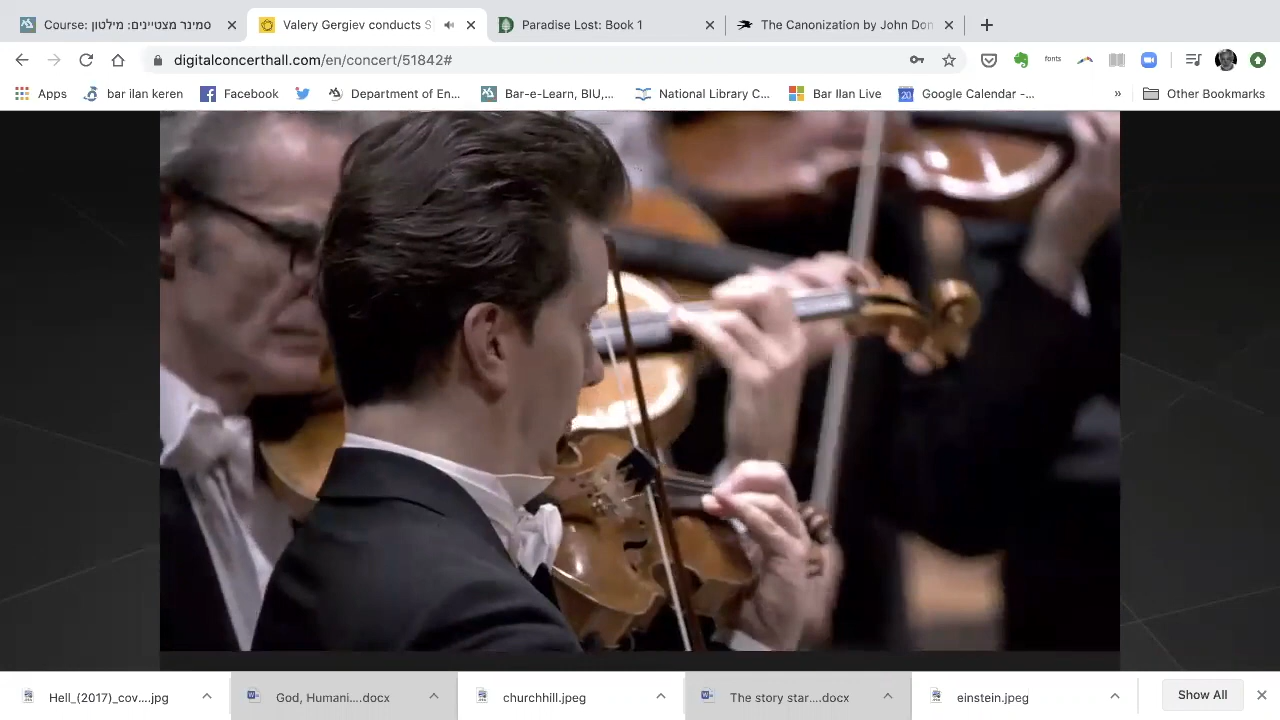 Course: סמינר מצטיינים: מילטון
Valery Gergiev conducts S
Paradise Lost: Book 1
The Canonization by John Don
digitalconcerthall.com/en/concert/51842#
fonts
Apps
bar ilan keren
Facebook
Department of En...
Bar-e-Learn, BIU,...
National Library C...
Bar Ilan Live
20
Google Calendar -...
»
Other Bookmarks
Hell_(2017)_cov....jpg
God, Humani....docx
churchhill.jpeg
The story star....docx
einstein.jpeg
Show All